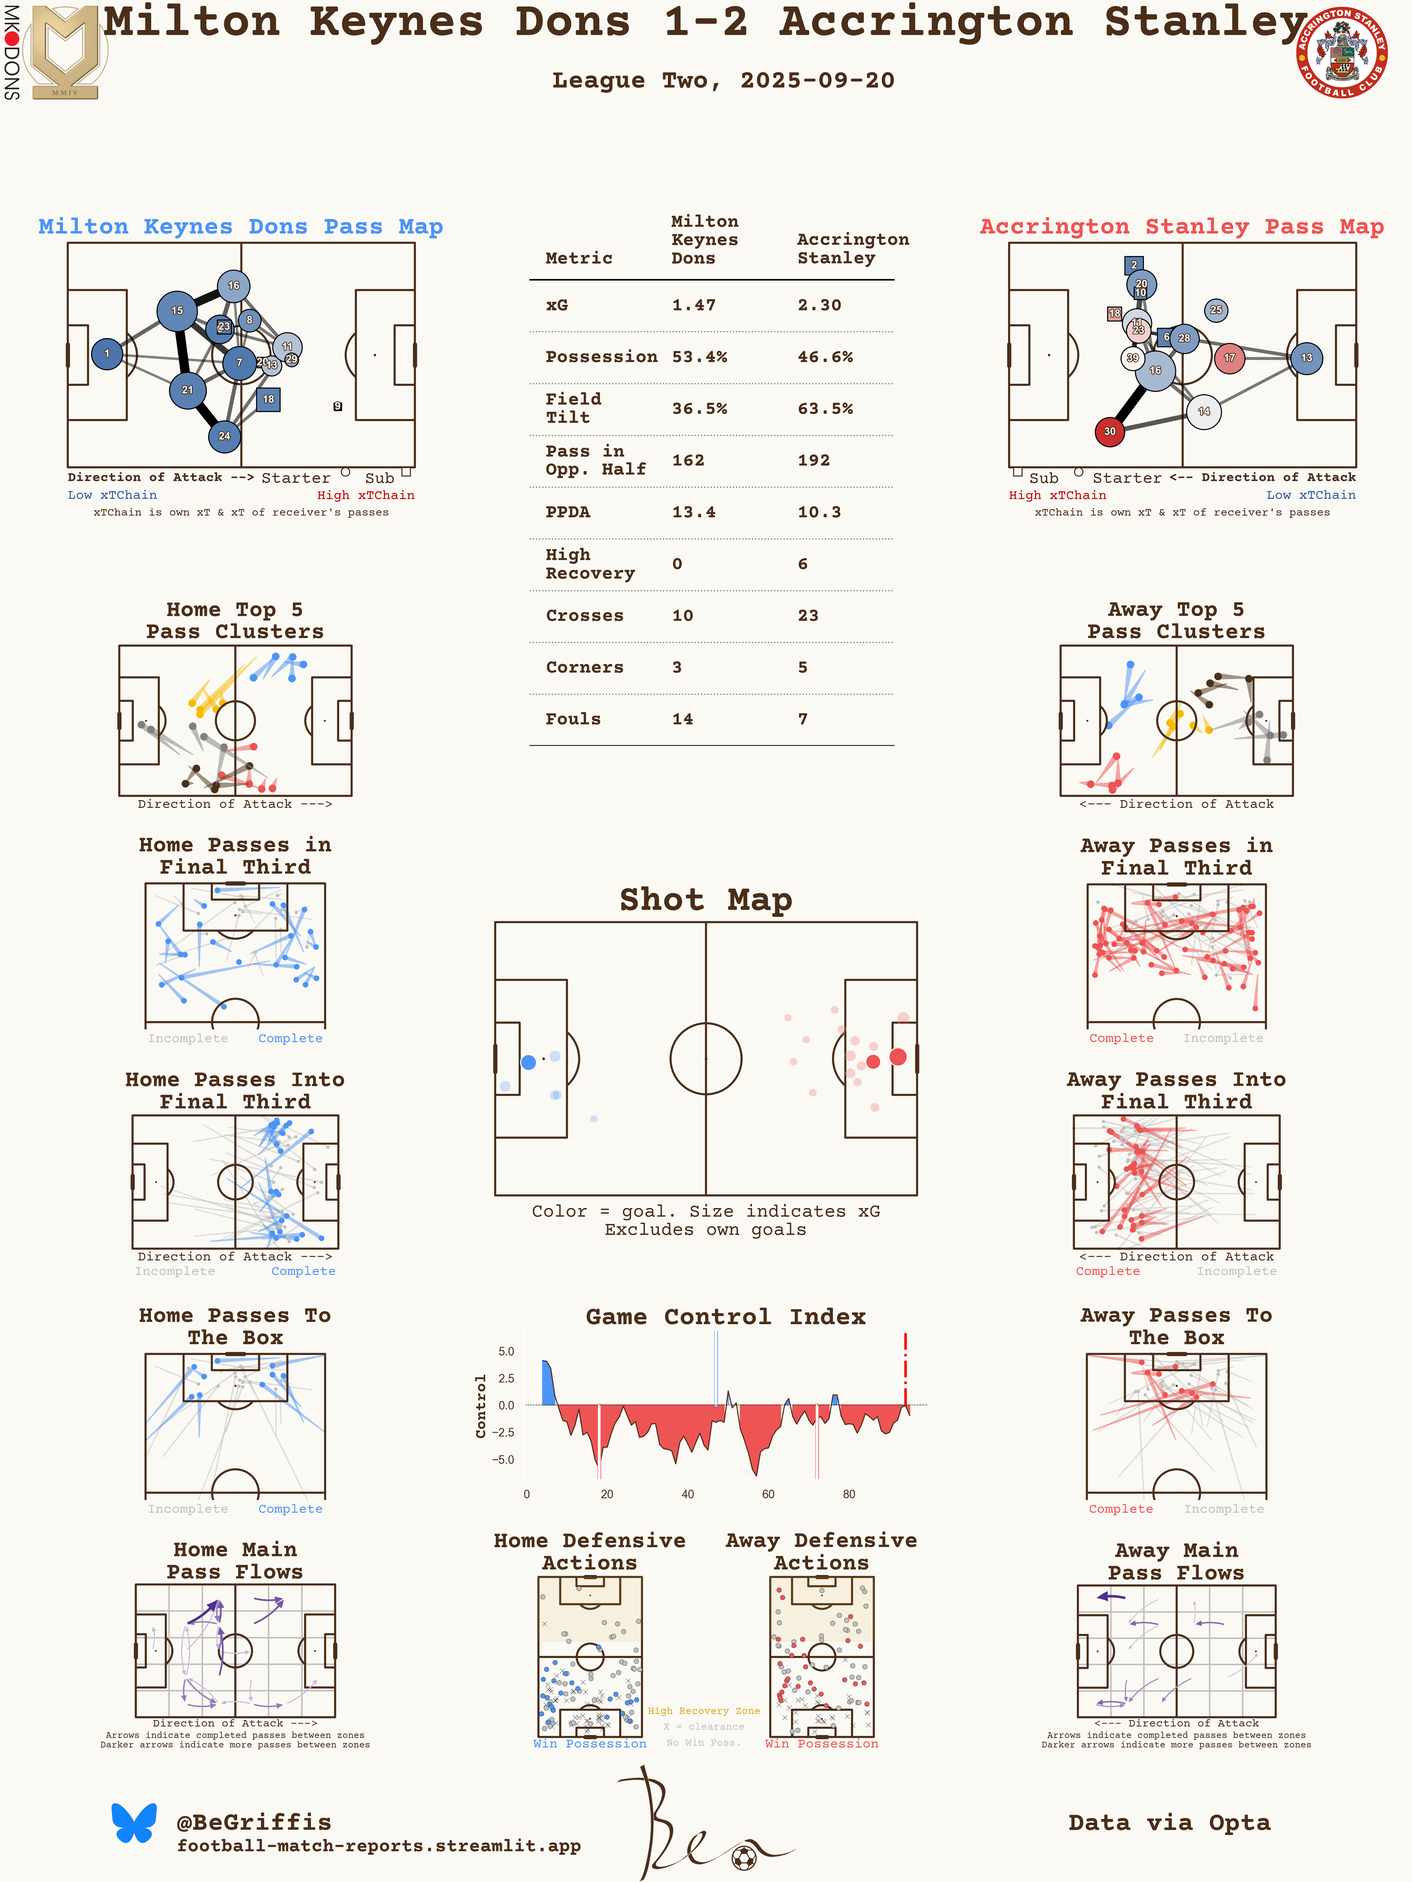 Milton Keynes Dons 1-2 Accrington Stanley
League Two, 2025-09-20
MK DONS
MMIV
ACCRINGTON STANLEY
FOOTBALL CLUB
Milton Keynes Dons Pass Map
16
15
8
23
1
11
7
20
29
13
21
18
9
24
Direction of Attack --> Starter Sub
Low xTChain High xTChain
xTChain is own xT & xT of receiver's passes
Metric Milton Keynes Dons Accrington Stanley
xG 1.47 2.30
Possession 53.4% 46.6%
Field Tilt 36.5% 63.5%
Pass in Opp. Half 162 192
PPDA 13.4 10.3
High Recovery 0 6
Crosses 10 23
Corners 3 5
Fouls 14 7
Accrington Stanley Pass Map
2
20
10
25
18
11
23
6
28
39
17
13
16
14
30
Sub Starter <-- Direction of Attack
High xTChain Low xTChain
xTChain is own xT & xT of receiver's passes
Home Top 5
Pass Clusters
Direction of Attack --->
Away Top 5
Pass Clusters
<--- Direction of Attack
Home Passes in
Final Third
Incomplete Complete
Away Passes in
Final Third
Complete Incomplete
Shot Map
Color = goal. Size indicates xG
Excludes own goals
Home Passes Into
Final Third
Direction of Attack --->
Incomplete Complete
Away Passes Into
Final Third
<--- Direction of Attack
Complete Incomplete
Home Passes To
The Box
Incomplete Complete
Game Control Index
Control
5.0
2.5
0.0
−2.5
−5.0
0 20 40 60 80
Away Passes To
The Box
Complete Incomplete
Home Main
Pass Flows
Direction of Attack --->
Arrows indicate completed passes between zones
Darker arrows indicate more passes between zones
Home Defensive
Actions
Win Possession
High Recovery Zone
X = clearance
No Win Poss.
Away Defensive
Actions
Win Possession
Away Main
Pass Flows
<--- Direction of Attack
Arrows indicate completed passes between zones
Darker arrows indicate more passes between zones
@BeGriffis
football-match-reports.streamlit.app
Ben
Data via Opta